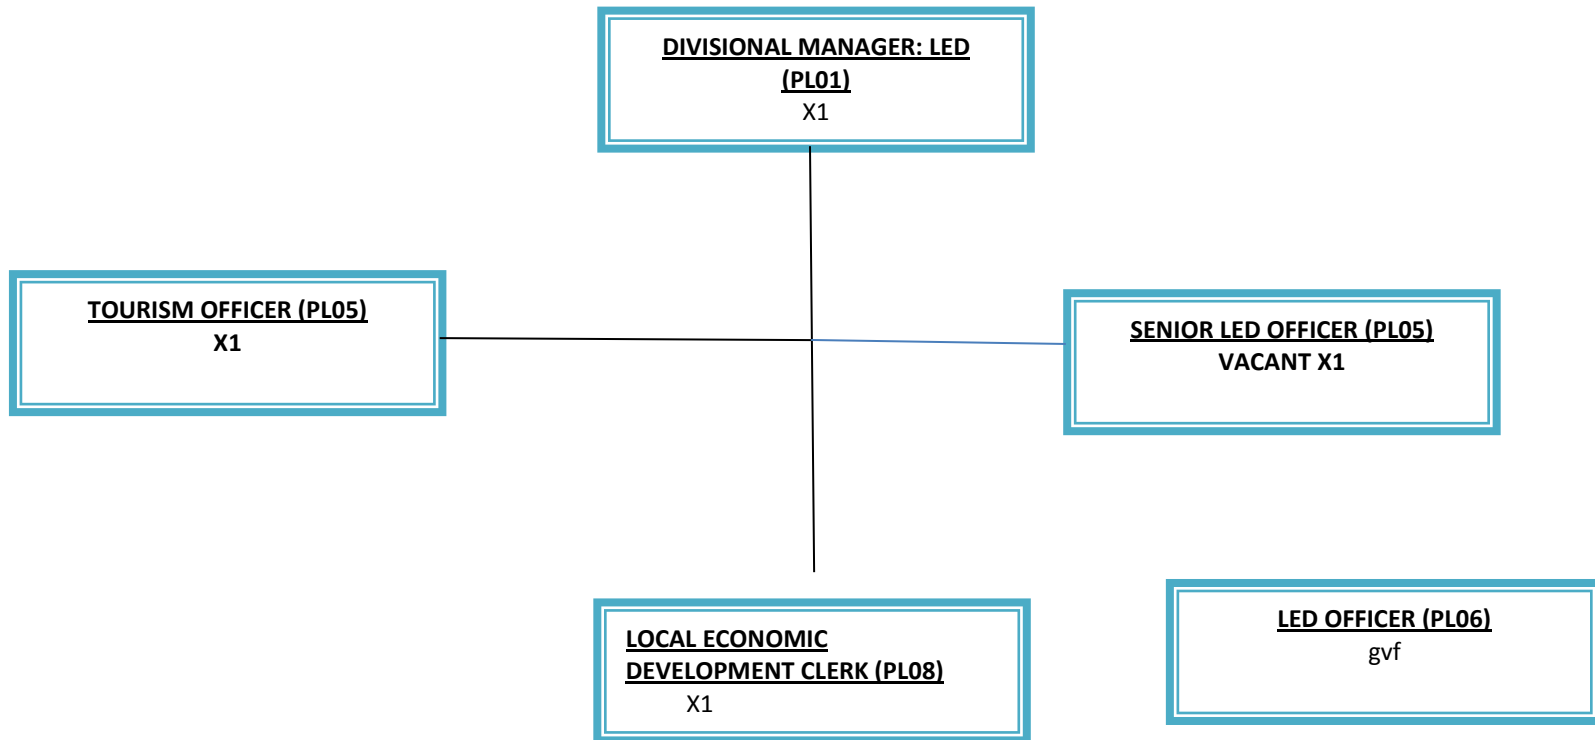 DIVISIONAL MANAGER: LED
(PL01)
X1
TOURISM OFFICER (PL05)
X1
SENIOR LED OFFICER (PL05)
VACANT X1
LOCAL ECONOMIC
DEVELOPMENT CLERK (PL08)
X1
LED OFFICER (PL06)
gvf